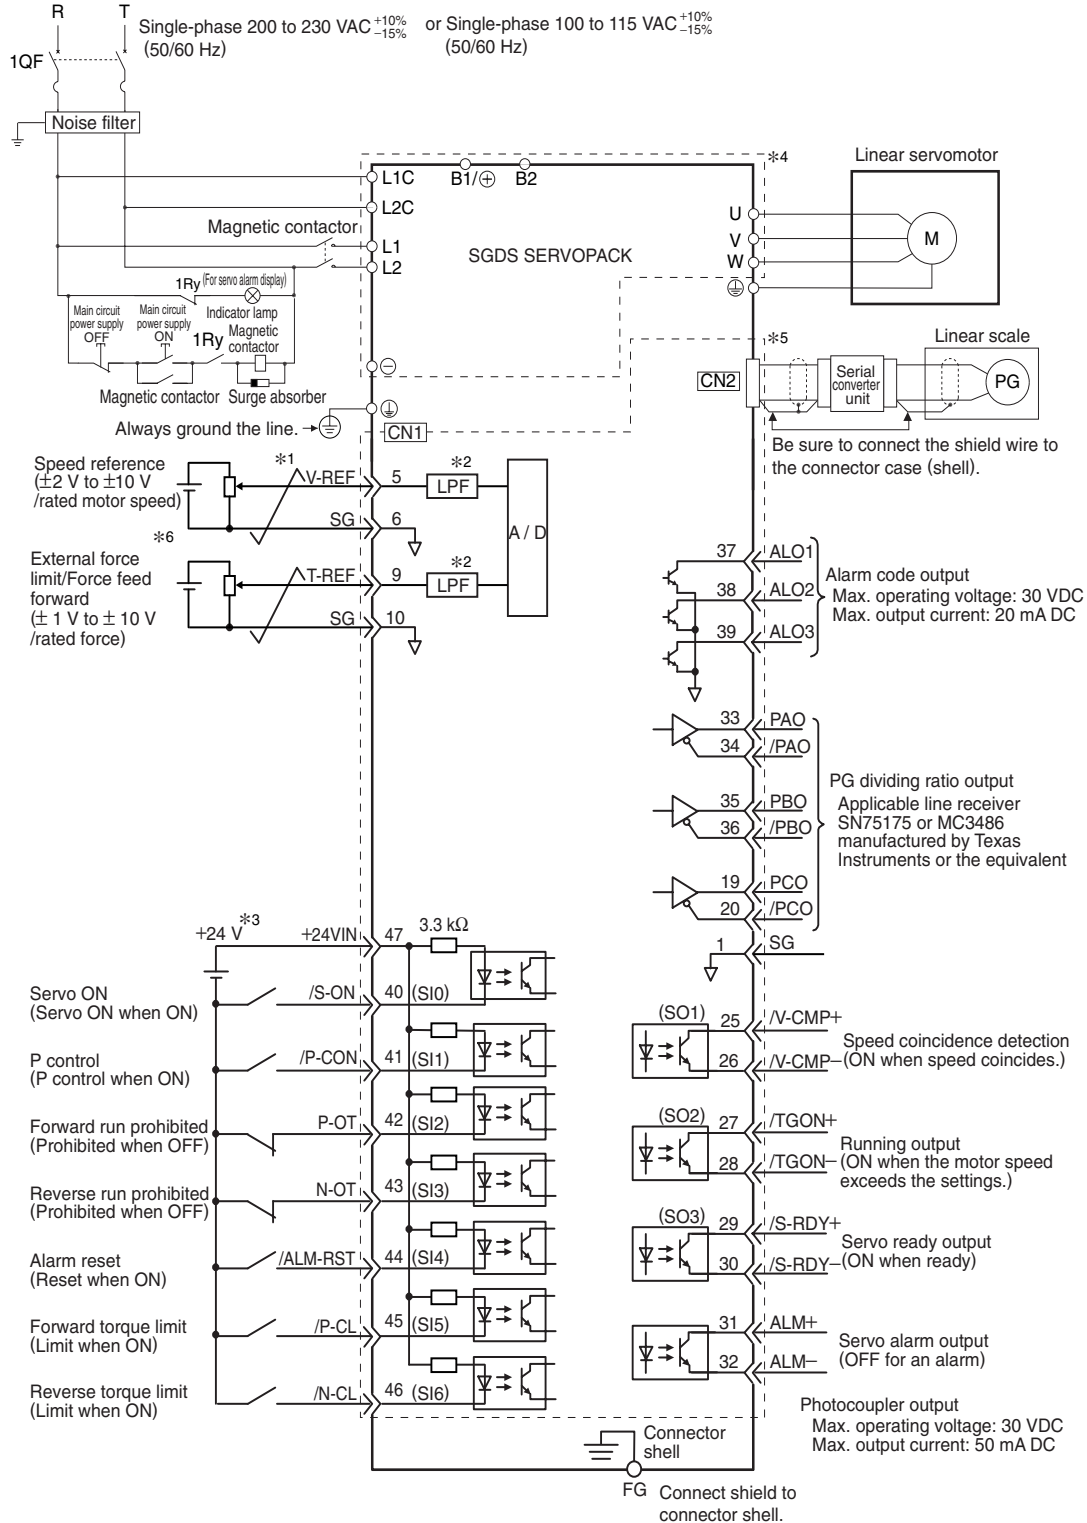 R T
Single-phase 200 to 230 VAC +10% −15% or Single-phase 100 to 115 VAC +10% −15%
(50/60 Hz) (50/60 Hz)
1QF
Noise filter
*4
Linear servomotor
L1C
B1/⊕ B2
L2C
U
V
W
M
Magnetic contactor
L1
L2
SGDS SERVOPACK
1Ry
(For servo alarm display)
Indicator lamp
Main circuit
power supply
OFF
Main circuit
power supply
ON
1Ry
Magnetic
contactor
Magnetic contactor
Surge absorber
*5
Linear scale
CN2
Serial
converter
unit
PG
Always ground the line.
CN1
Be sure to connect the shield wire to
the connector case (shell).
Speed reference
(±2 V to ±10 V
/rated motor speed)
*1
V-REF 5
*2
LPF
SG 6
A / D
*6
External force
limit/Force feed
forward
(± 1 V to ± 10 V
/rated force)
T-REF 9
*2
LPF
SG 10
37 ALO1
38 ALO2
39 ALO3
Alarm code output
Max. operating voltage: 30 VDC
Max. output current: 20 mA DC
33 PAO
34 /PAO
35 PBO
36 /PBO
19 PCO
20 /PCO
PG dividing ratio output
Applicable line receiver
SN75175 or MC3486
manufactured by Texas
Instruments or the equivalent
1 SG
+24 V *3
+24VIN 47
3.3 kΩ
Servo ON
(Servo ON when ON)
/S-ON 40 (SI0)
P control
(P control when ON)
/P-CON 41 (SI1)
Forward run prohibited
(Prohibited when OFF)
P-OT 42 (SI2)
Reverse run prohibited
(Prohibited when OFF)
N-OT 43 (SI3)
Alarm reset
(Reset when ON)
/ALM-RST 44 (SI4)
Forward torque limit
(Limit when ON)
/P-CL 45 (SI5)
Reverse torque limit
(Limit when ON)
/N-CL 46 (SI6)
(SO1) 25 /V-CMP+
26 /V-CMP−
Speed coincidence detection
(ON when speed coincides.)
(SO2) 27 /TGON+
28 /TGON−
Running output
(ON when the motor speed
exceeds the settings.)
(SO3) 29 /S-RDY+
30 /S-RDY−
Servo ready output
(ON when ready)
31 ALM+
32 ALM−
Servo alarm output
(OFF for an alarm)
Photocoupler output
Max. operating voltage: 30 VDC
Max. output current: 50 mA DC
Connector
shell
FG
Connect shield to
connector shell.